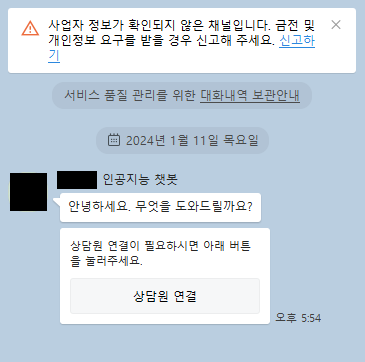 사업자 정보가 확인되지 않은 채널입니다. 금전 및
개인정보 요구를 받을 경우 신고해 주세요. 신고하
기
서비스 품질 관리를 위한 대화내역 보관안내
2024년 1월 11일 목요일
인공지능 챗봇
안녕하세요. 무엇을 도와드릴까요?
상담원 연결이 필요하시면 아래 버튼
을 눌러주세요.
상담원 연결
오후 5:54